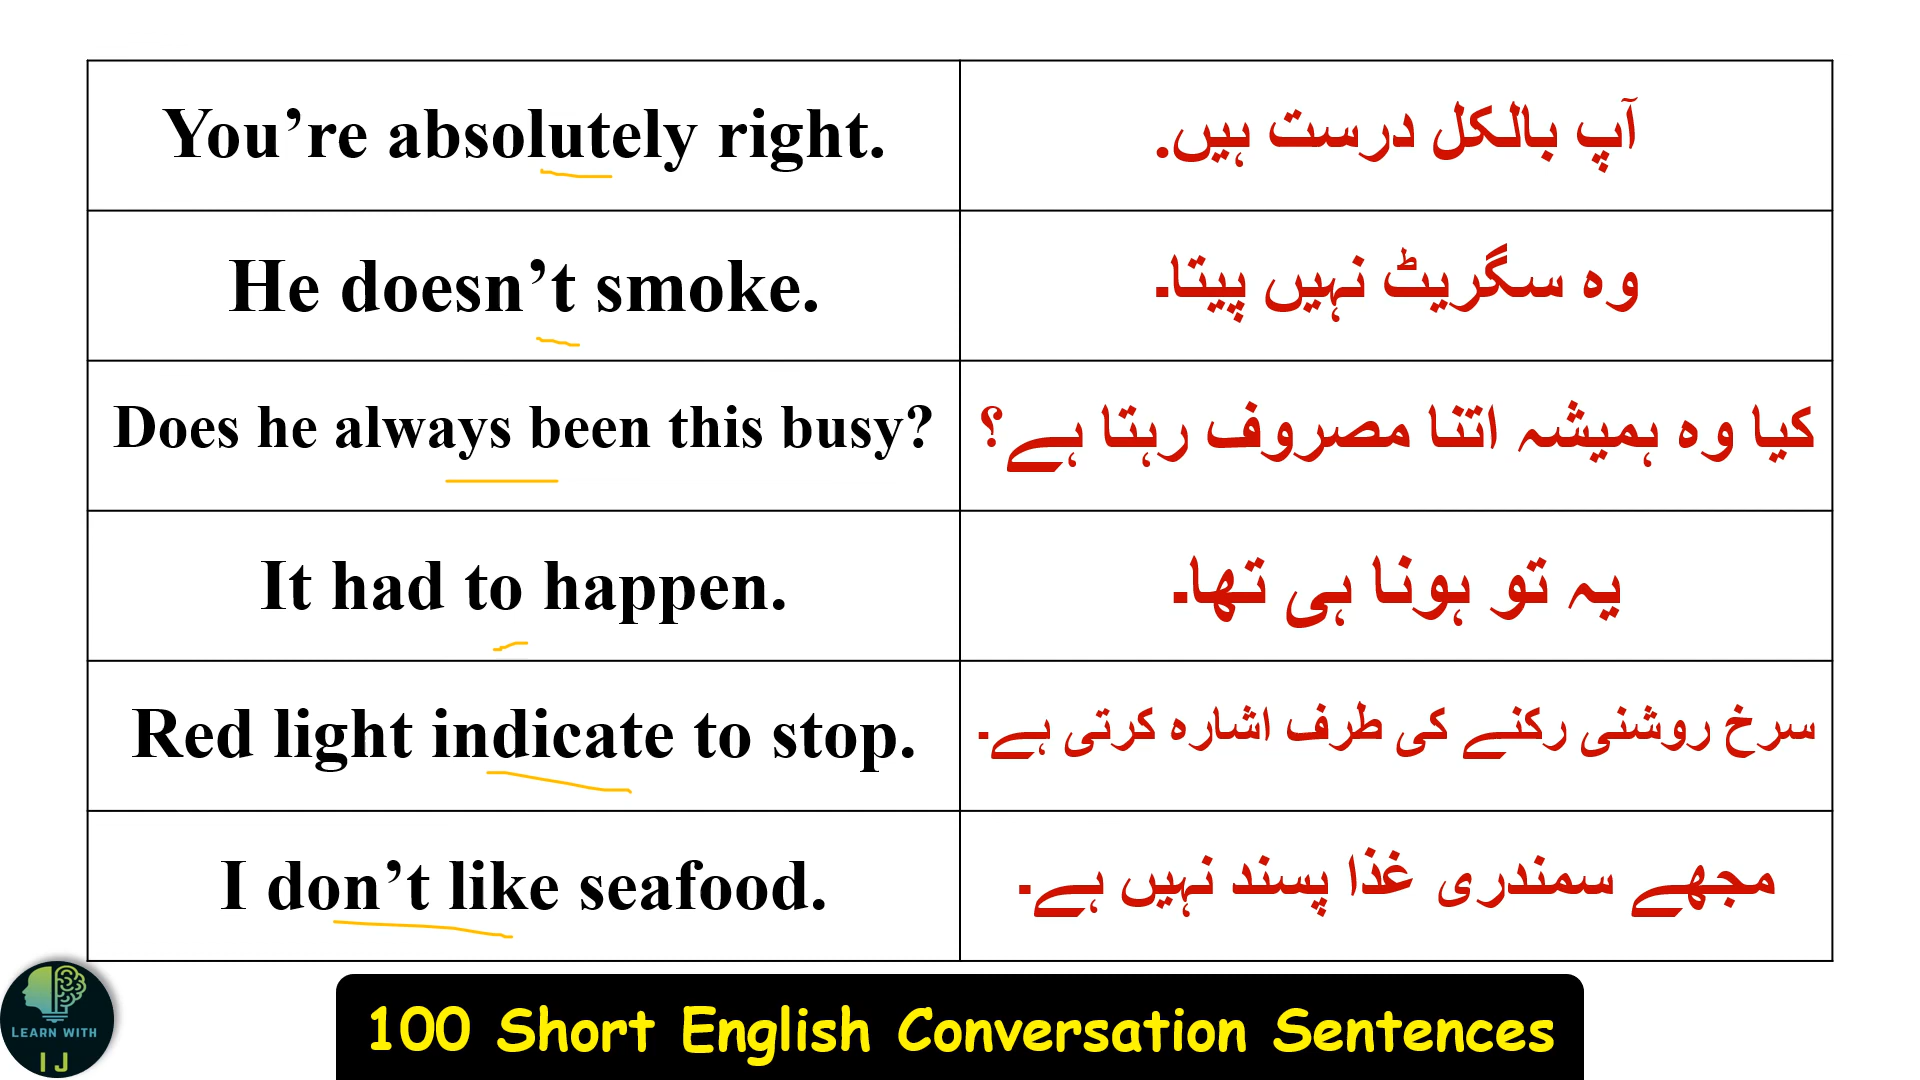 You’re absolutely right.
آپ بالکل درست ہیں.
He doesn’t smoke.
وہ سگریٹ نہیں پیتا۔
Does he always been this busy?
کیا وہ ہمیشہ اتنا مصروف رہتا ہے؟
It had to happen.
یہ تو ہونا ہی تھا۔
Red light indicate to stop.
سرخ روشنی رکنے کی طرف اشارہ کرتی ہے۔
I don’t like seafood.
مجھے سمندری غذا پسند نہیں ہے۔
LEARN WITH
I J
100 Short English Conversation Sentences